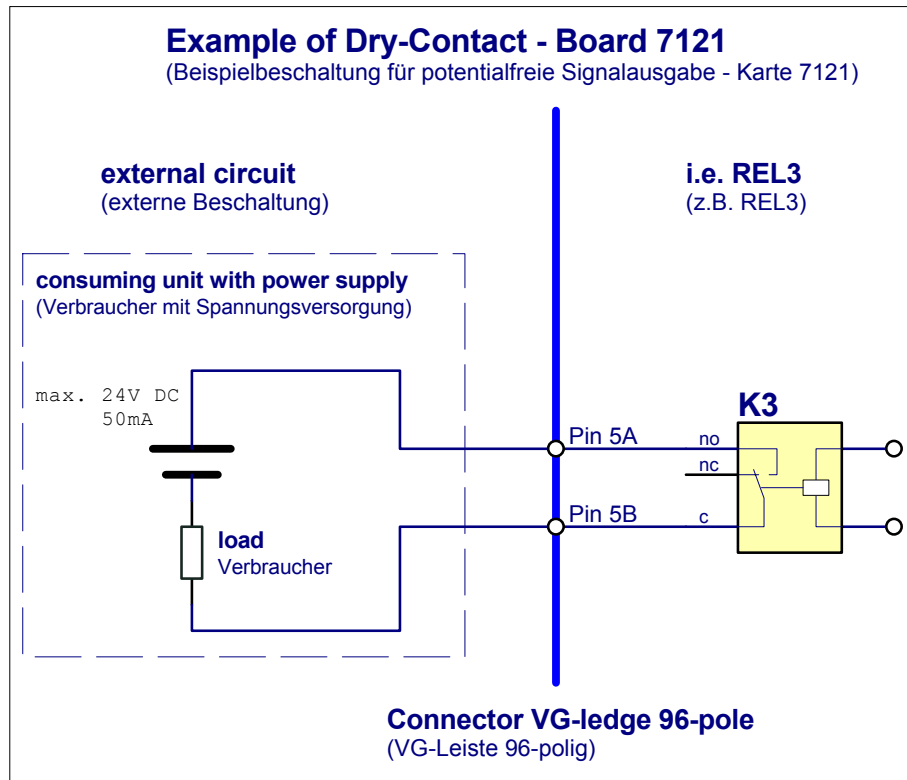 Example of Dry-Contact - Board 7121
(Beispielbeschaltung für potentialfreie Signalausgabe - Karte 7121)
external circuit
(externe Beschaltung)
i.e. REL3
(z.B. REL3)
consuming unit with power supply
(Verbraucher mit Spannungsversorgung)
max. 24V DC
50mA
K3
Pin 5A
no
nc
Pin 5B
c
load
Verbraucher
Connector VG-ledge 96-pole
(VG-Leiste 96-polig)